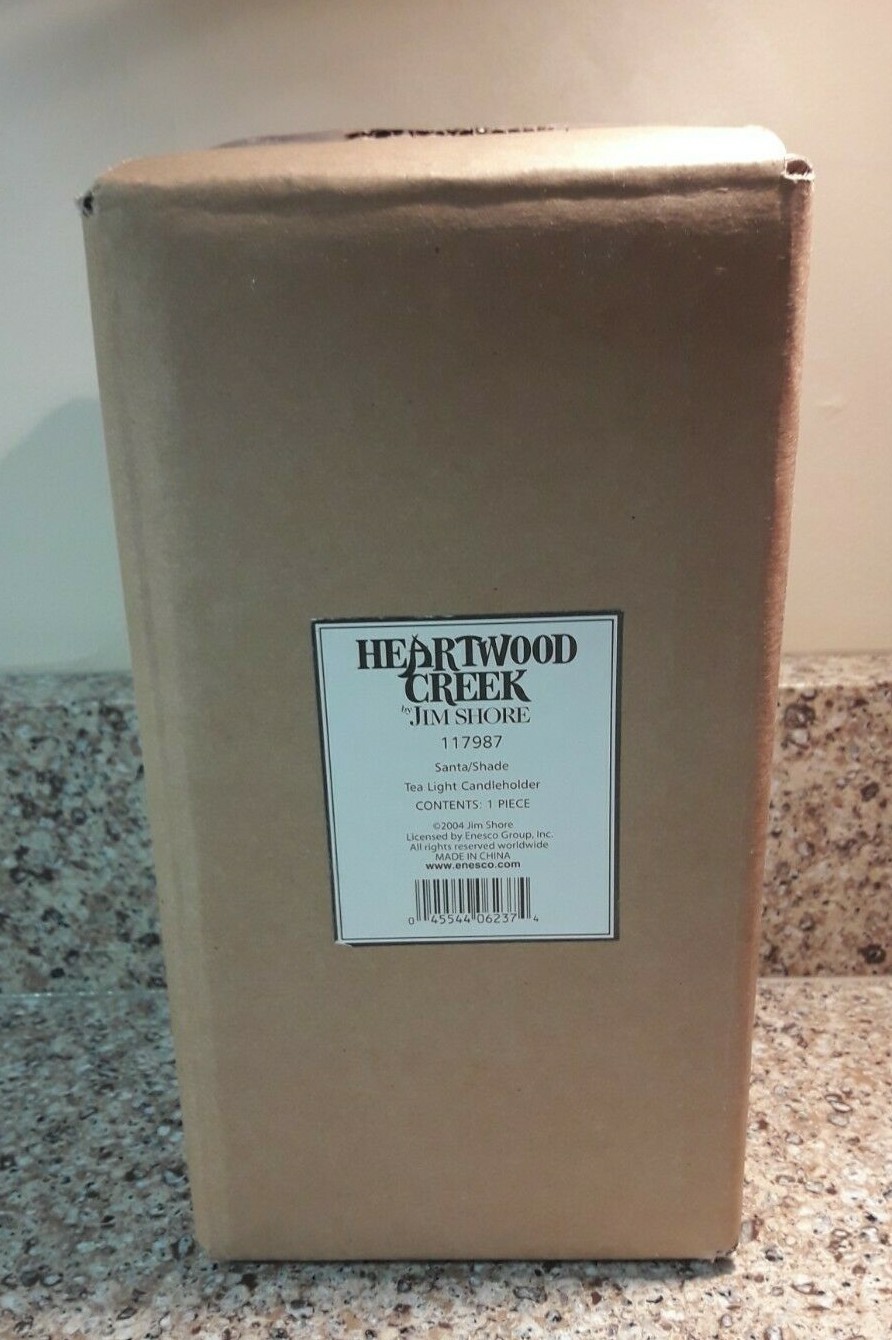 HEARTWOOD
CREEK
by JIM SHORE
117987
Santa/Shade
Tea Light Candleholder
CONTENTS: 1 PIECE
©2004 Jim Shore
Licensed by Enesco Group, Inc.
All rights reserved worldwide
MADE IN CHINA
www.enesco.com
0 45544 06237 4